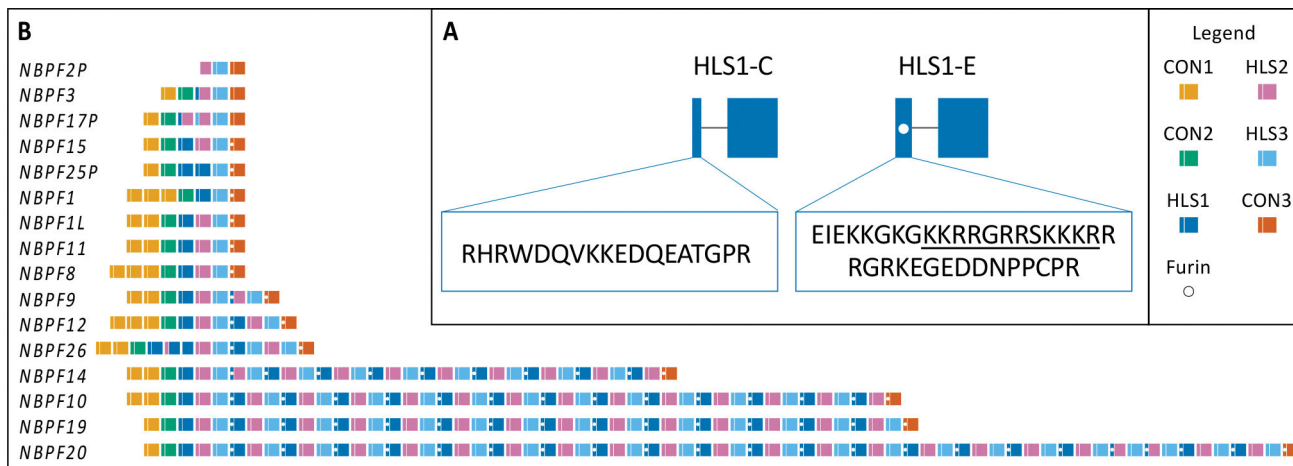 B
NBPF2P
NBPF3
NBPF17P
NBPF15
NBPF25P
NBPF1
NBPF1L
NBPF11
NBPF8
NBPF9
NBPF12
NBPF26
NBPF14
NBPF10
NBPF19
NBPF20
A
HLS1-C
HLS1-E
RHRWDQVKKEDQEATGPR
EIEKKGKGKKRRGRRSKKKRR
RGRKEGEDDNPPCPR
Legend
CON1 HLS2
CON2 HLS3
HLS1 CON3
Furin